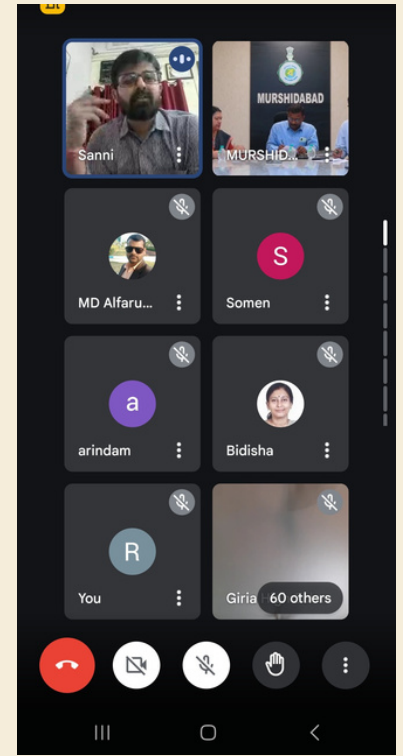 MURSHIDABAD
Sanni
MURSHID...
MD Alfaru...
S
Somen
a
arindam
Bidisha
R
You
Giria
60 others